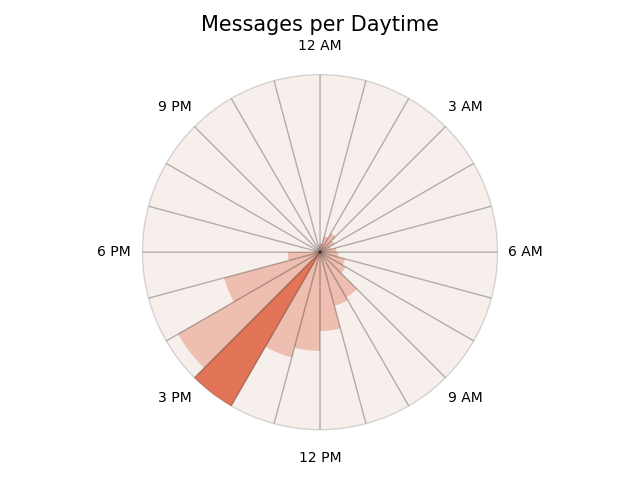 Messages per Daytime
12 AM
9 PM
3 AM
6 PM
6 AM
3 PM
9 AM
12 PM